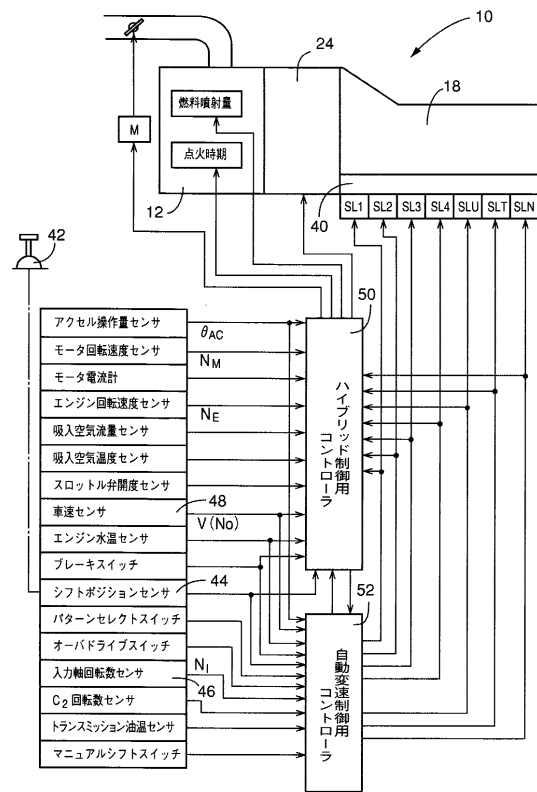 10
24
18
燃料噴射量
M
点火時期
12
40
SL1 SL2 SL3 SL4 SLU SLT SLN
42
50
アクセル操作量センサ θAC
モータ回転速度センサ NM
モータ電流計
エンジン回転速度センサ NE
吸入空気流量センサ
吸入空気温度センサ
スロットル弁開度センサ
車速センサ 48 V(No)
エンジン水温センサ
ブレーキスイッチ
シフトポジションセンサ 44
パターンセレクトスイッチ
オーバドライブスイッチ
入力軸回転数センサ 46 NI
C2回転数センサ
トランスミッション油温センサ
マニュアルシフトスイッチ
ハイブリッド制御用
コントローラ
52
自動変速制御用
コントローラ